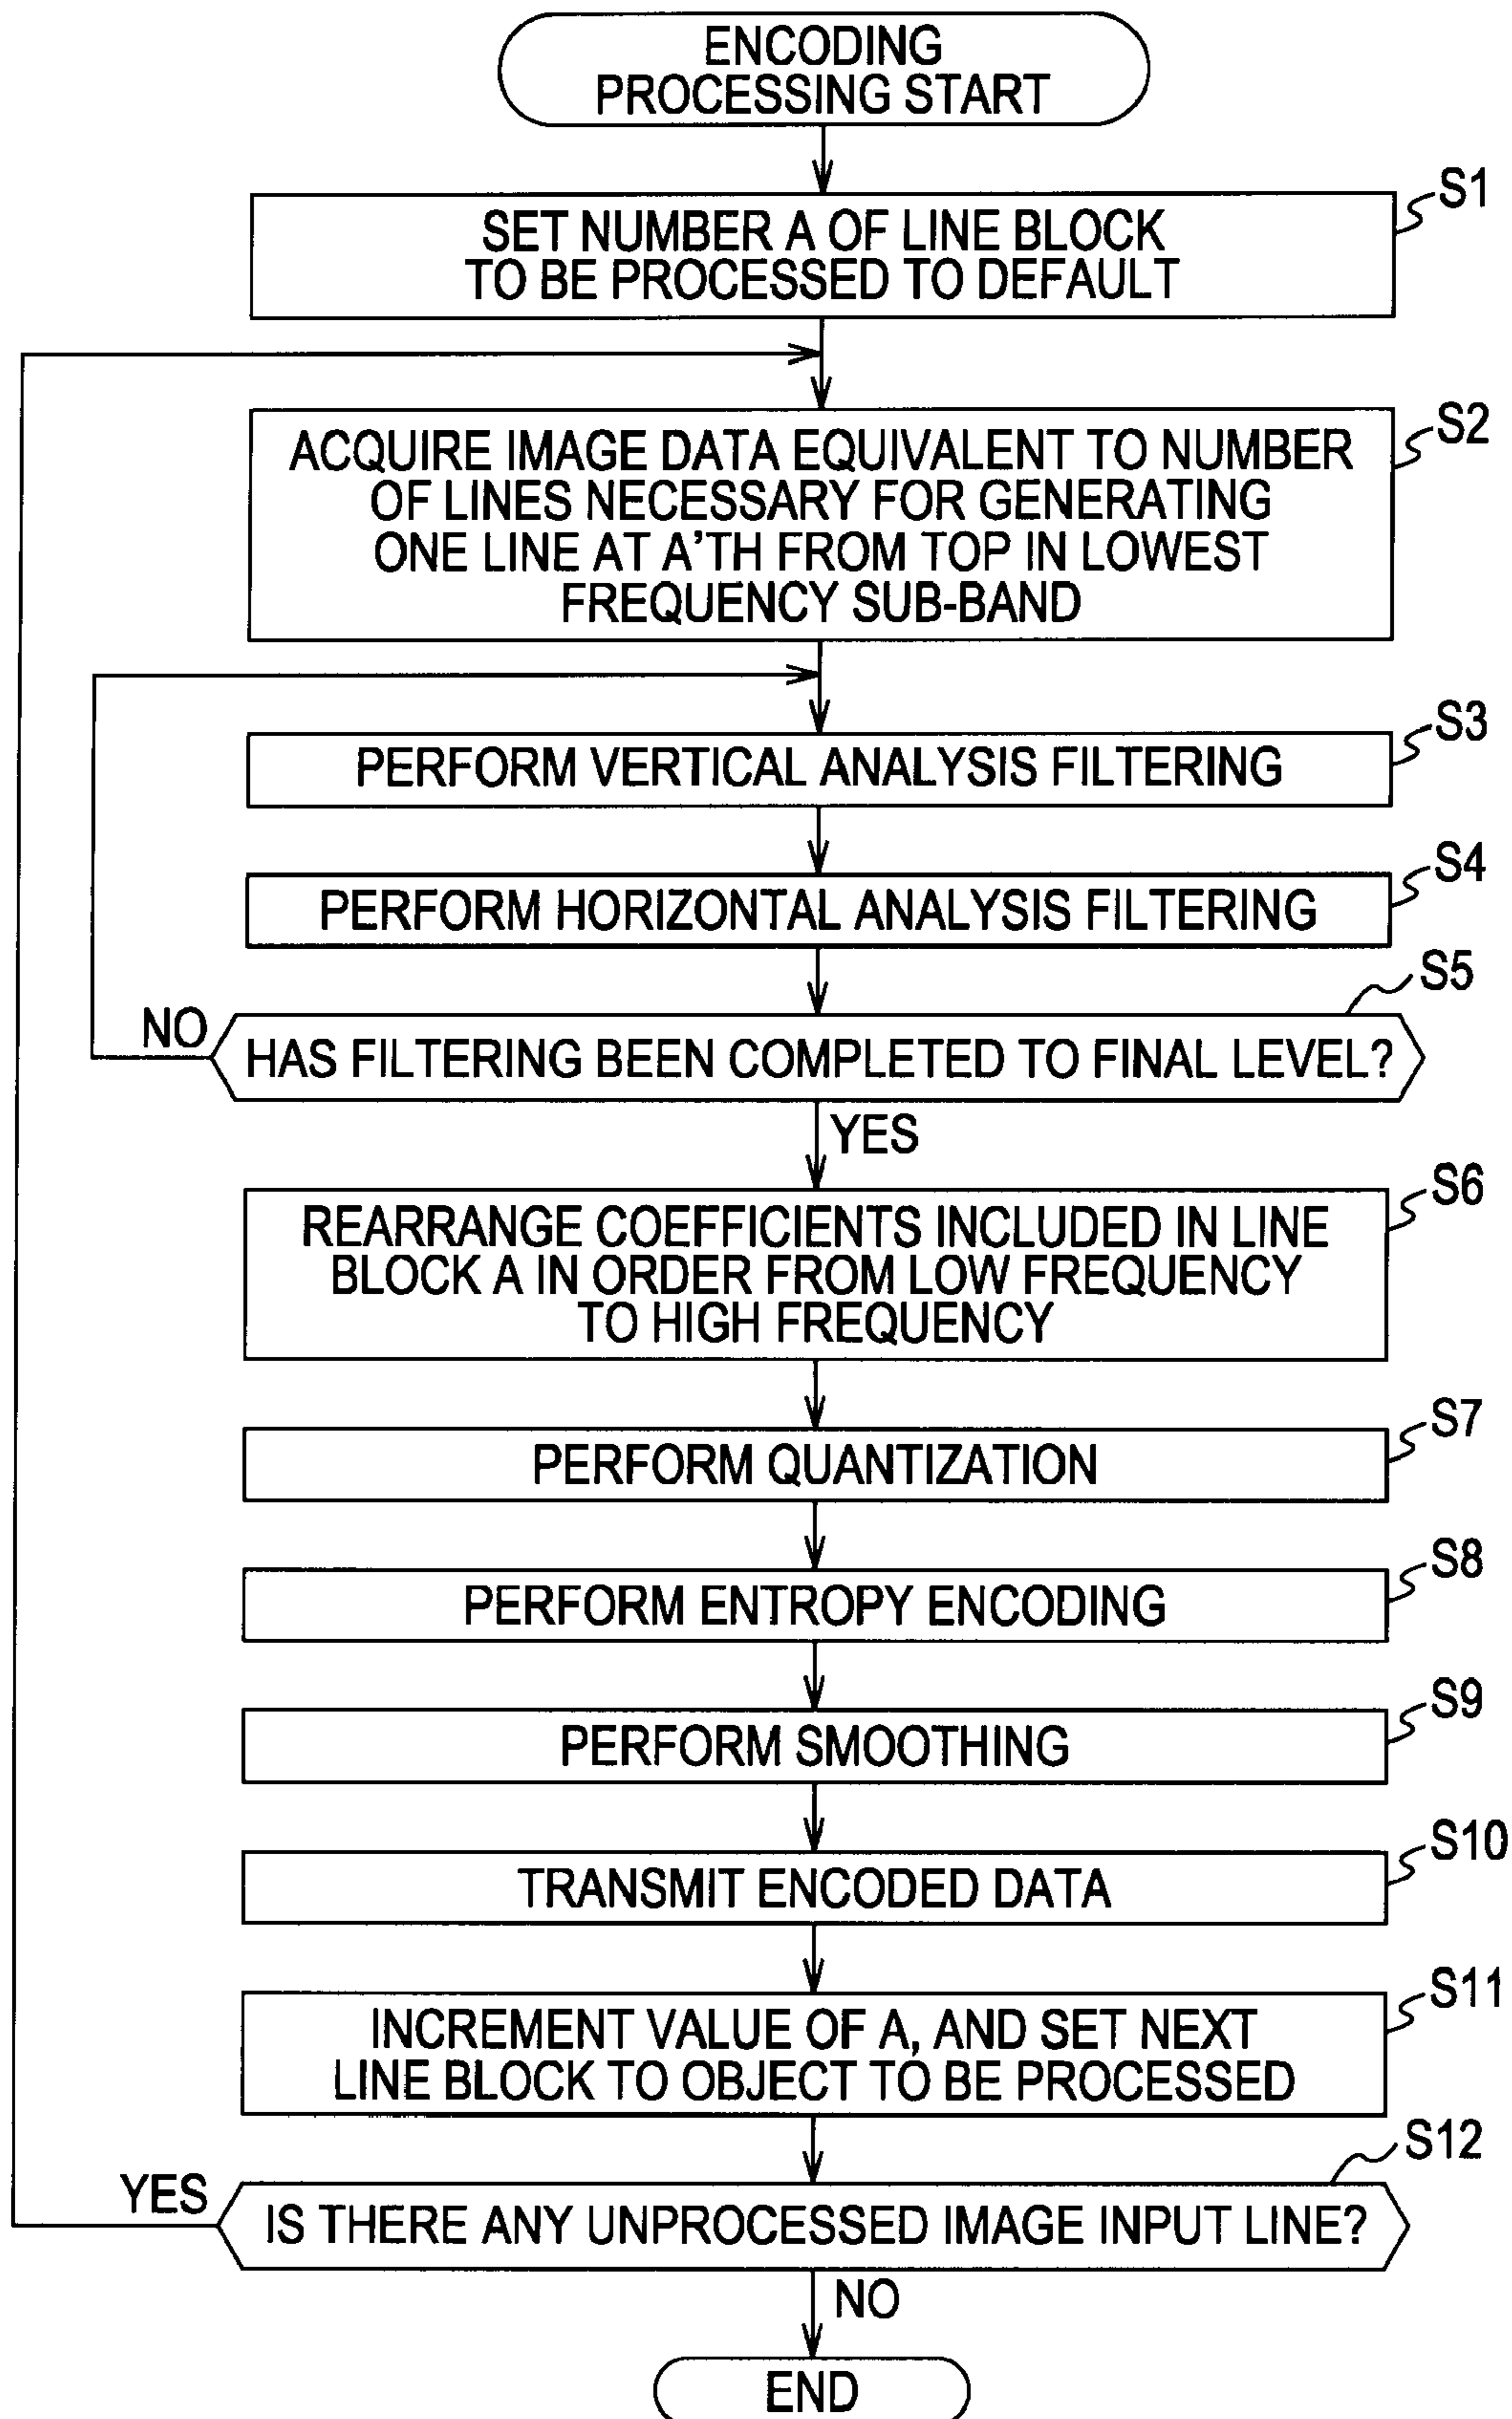 ENCODING
PROCESSING START
S1
SET NUMBER A OF LINE BLOCK
TO BE PROCESSED TO DEFAULT
S2
ACQUIRE IMAGE DATA EQUIVALENT TO NUMBER
OF LINES NECESSARY FOR GENERATING
ONE LINE AT A'TH FROM TOP IN LOWEST
FREQUENCY SUB-BAND
S3
PERFORM VERTICAL ANALYSIS FILTERING
S4
PERFORM HORIZONTAL ANALYSIS FILTERING
S5
NO
HAS FILTERING BEEN COMPLETED TO FINAL LEVEL?
YES
S6
REARRANGE COEFFICIENTS INCLUDED IN LINE
BLOCK A IN ORDER FROM LOW FREQUENCY
TO HIGH FREQUENCY
S7
PERFORM QUANTIZATION
S8
PERFORM ENTROPY ENCODING
S9
PERFORM SMOOTHING
S10
TRANSMIT ENCODED DATA
S11
INCREMENT VALUE OF A, AND SET NEXT
LINE BLOCK TO OBJECT TO BE PROCESSED
S12
YES
IS THERE ANY UNPROCESSED IMAGE INPUT LINE?
NO
END